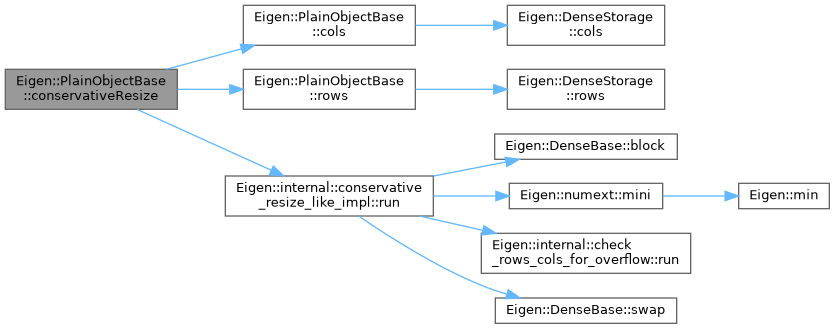 Eigen::PlainObjectBase
::conservativeResize
Eigen::PlainObjectBase
::cols
Eigen::DenseStorage
::cols
Eigen::PlainObjectBase
::rows
Eigen::DenseStorage
::rows
Eigen::internal::conservative
_resize_like_impl::run
Eigen::DenseBase::block
Eigen::numext::mini
Eigen::min
Eigen::internal::check
_rows_cols_for_overflow::run
Eigen::DenseBase::swap